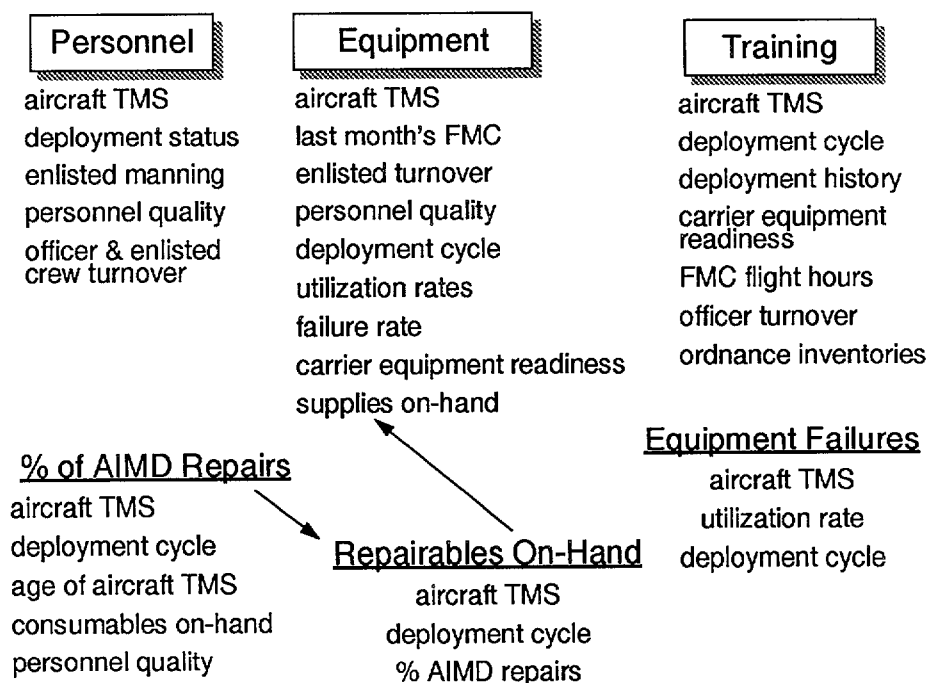 Personnel
aircraft TMS
deployment status
enlisted manning
personnel quality
officer & enlisted
crew turnover
Equipment
aircraft TMS
last month's FMC
enlisted turnover
personnel quality
deployment cycle
utilization rates
failure rate
carrier equipment readiness
supplies on-hand
Training
aircraft TMS
deployment cycle
deployment history
carrier equipment
readiness
FMC flight hours
officer turnover
ordnance inventories
% of AIMD Repairs
aircraft TMS
deployment cycle
age of aircraft TMS
consumables on-hand
personnel quality
Repairables On-Hand
aircraft TMS
deployment cycle
% AIMD repairs
Equipment Failures
aircraft TMS
utilization rate
deployment cycle